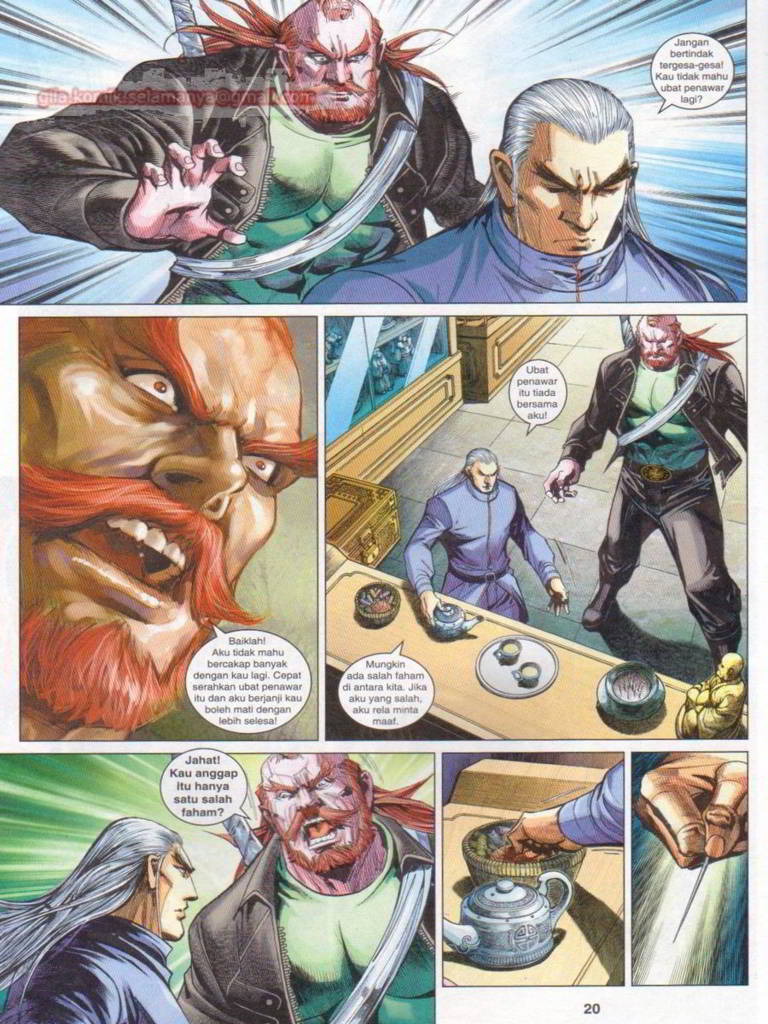 Jangan
bertindak
tergesa-gesa!
Kau tidak mahu
ubat penawar
lagi?
gila.komik.selamanya@gmail.com
Ubat
penawar
itu tiada
bersama
aku!
Baiklah!
Aku tidak mahu
bercakap banyak
dengan kau lagi. Cepat
serahkan ubat penawar
itu dan aku berjanji kau
boleh mati dengan
lebih selesa!
Mungkin
ada salah faham
di antara kita. Jika
aku yang salah,
aku rela minta
maaf.
Jahat!
Kau anggap
itu hanya
satu salah
faham?
20